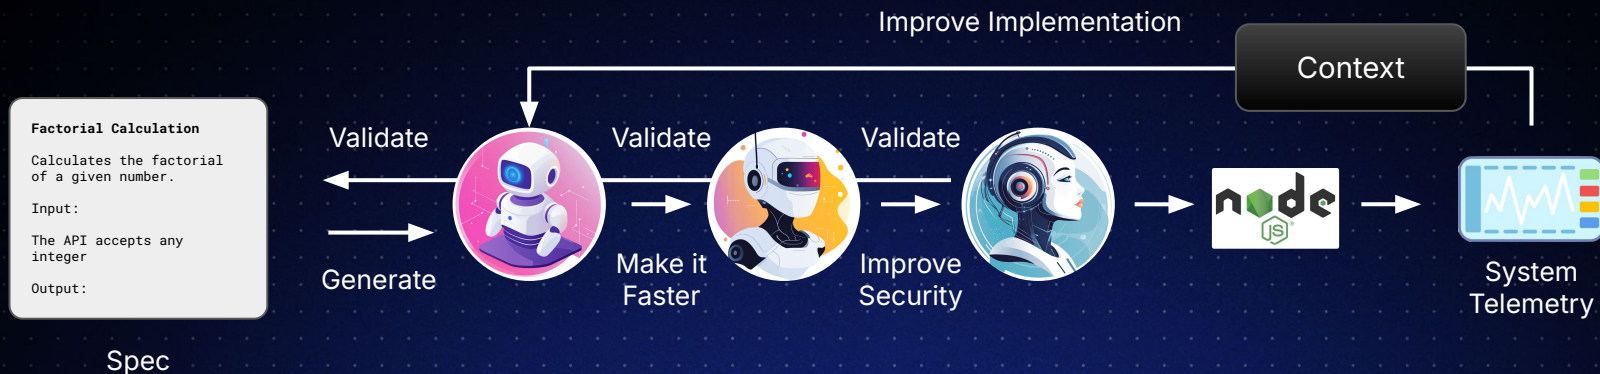 Improve Implementation
Context
Factorial Calculation
Calculates the factorial
of a given number.
Input:
The API accepts any
integer
Output:
Spec
Validate
Generate
Validate
Make it
Faster
Validate
Improve
Security
node
JS
System
Telemetry